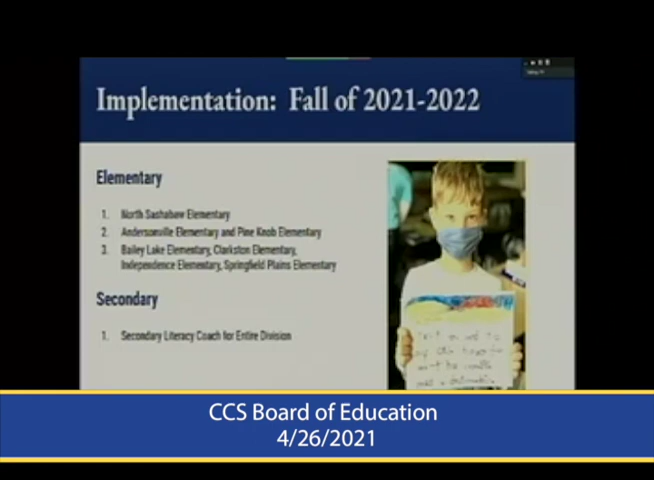 Implementation: Fall of 2021-2022
Elementary
1. North Sashabaw Elementary
2. Andersonville Elementary and Pine Knob Elementary
3. Bailey Lake Elementary, Clarkston Elementary,
Independence Elementary, Springfield Plains Elementary
Secondary
1. Secondary Literacy Coach for Entire Division
CCS Board of Education
4/26/2021